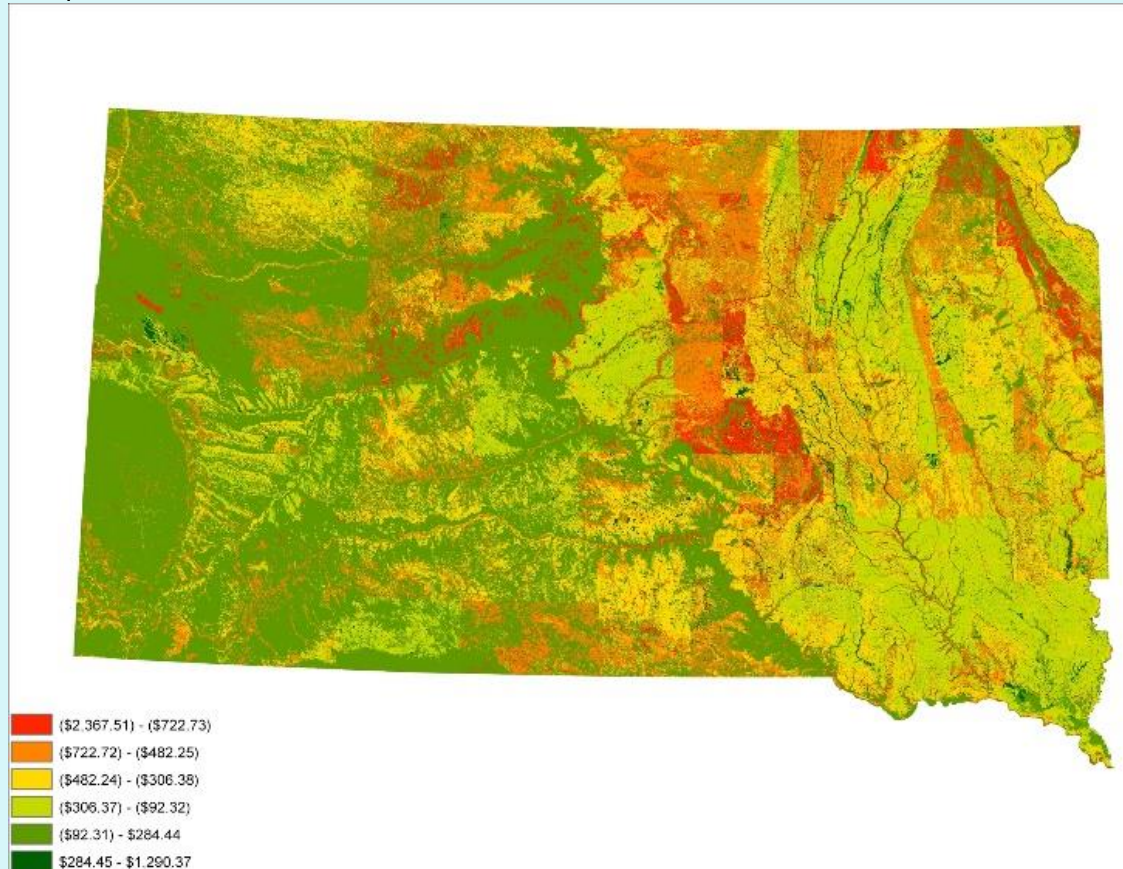 ($2,367.51) - ($722.73)
($722.72) - ($482.25)
($482.24) - ($306.38)
($306.37) - ($92.32)
($92.31) - $284.44
$284.45 - $1,290.37